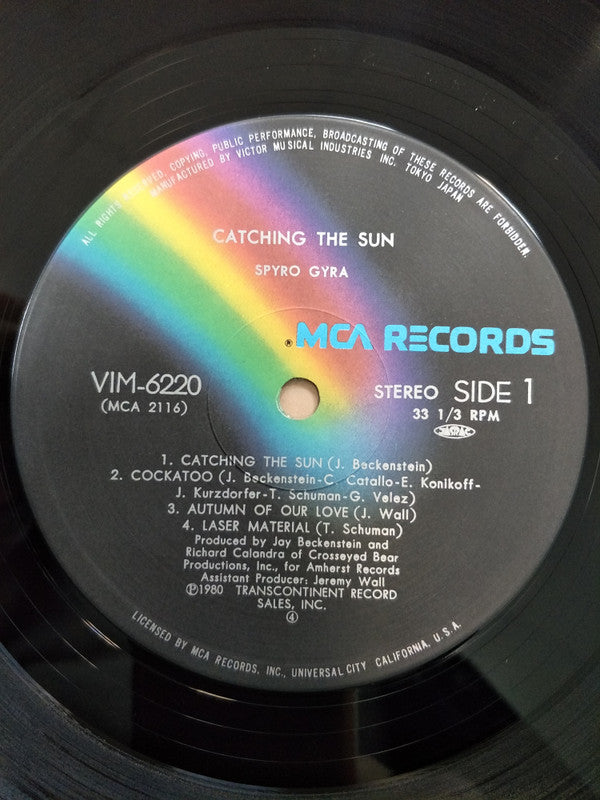 ALL RIGHTS RESERVED. COPYING, PUBLIC PERFORMANCE, BROADCASTING OF THESE RECORDS ARE FORBIDDEN.
MANUFACTURED BY VICTOR MUSICAL INDUSTRIES INC. TOKYO JAPAN
CATCHING THE SUN
SPYRO GYRA
® MCA RECORDS
VIM-6220
(MCA 2116)
STEREO SIDE 1
33 1/3 RPM
1. CATCHING THE SUN (J. Beckenstein)
2. COCKATOO (J. Beckenstein-C. Catallo-E. Konikoff-
J. Kurzdorfer-T. Schuman-G. Velez)
3. AUTUMN OF OUR LOVE (J. Wall)
4. LASER MATERIAL (T. Schuman)
Produced by Jay Beckenstein and
Richard Calandra of Crosseyed Bear
Productions, Inc., for Amherst Records
Assistant Producer: Jeremy Wall
℗1980 TRANSCONTINENT RECORD
SALES, INC.
④
LICENSED BY MCA RECORDS, INC., UNIVERSAL CITY, CALIFORNIA, U.S.A.